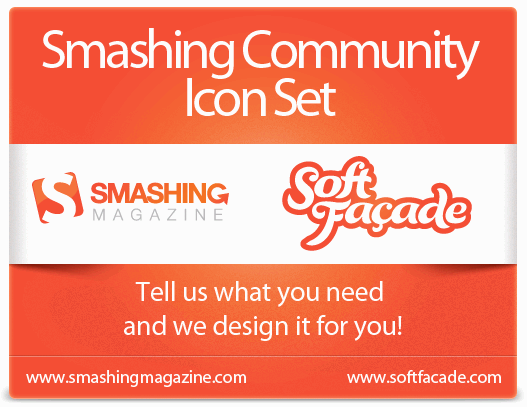 Smashing Community
Icon Set
SMASHING
MAGAZINE
Soft
Façade
Tell us what you need
and we design it for you!
www.smashingmagazine.com
www.softfacade.com